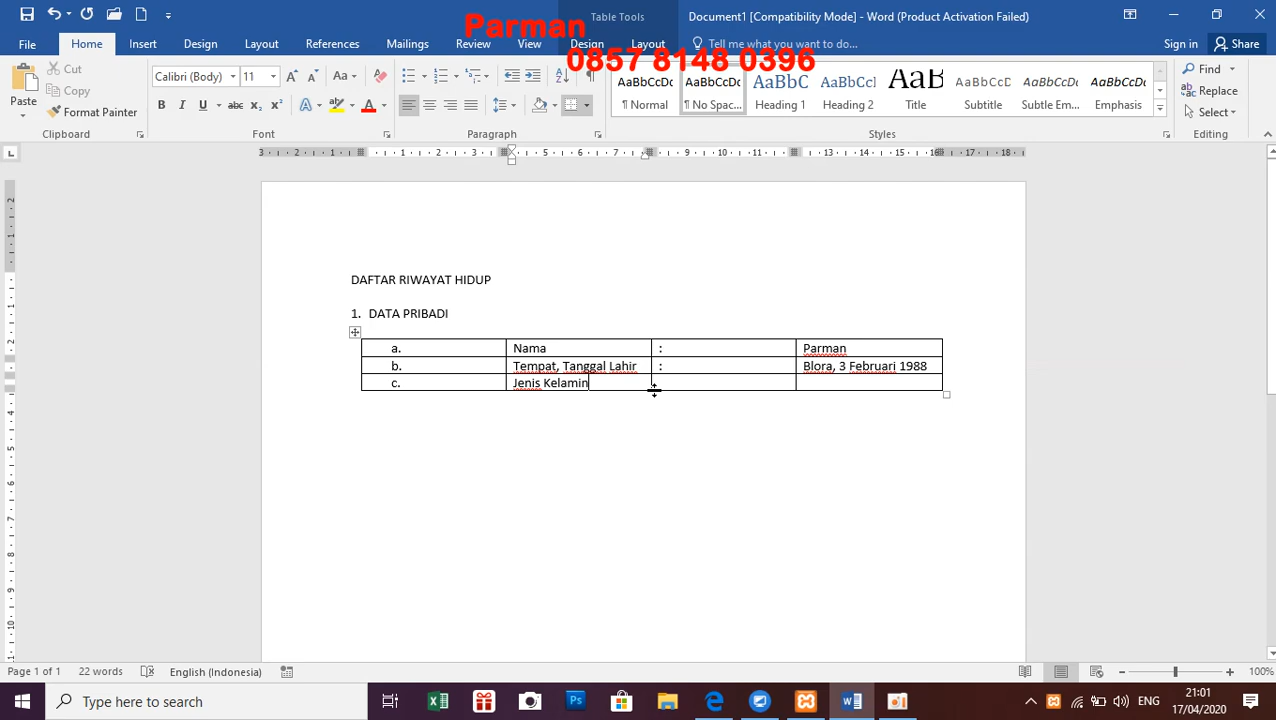 Table Tools
Document1 [Compatibility Mode] - Word (Product Activation Failed)
Parman
0857 8148 0396
File Home Insert Design Layout References Mailings Review View Design Layout Tell me what you want to do... Sign in Share
Paste
Cut
Copy
Format Painter
Clipboard
Calibri (Body) 11
Font
Paragraph
AaBbCcDc AaBbCcDc AaBbC AaBbCcl AaB AaBbCcD AaBbCcDc AaBbCcDc
¶ Normal ¶ No Spac... Heading 1 Heading 2 Title Subtitle Subtle Em... Emphasis
Styles
Find
Replace
Select
Editing
DAFTAR RIWAYAT HIDUP
1. DATA PRIBADI
a. Nama : Parman
b. Tempat, Tanggal Lahir : Blora, 3 Februari 1988
c. Jenis Kelamin
Page 1 of 1 22 words English (Indonesia) 100%
Type here to search
ENG
21:01
17/04/2020